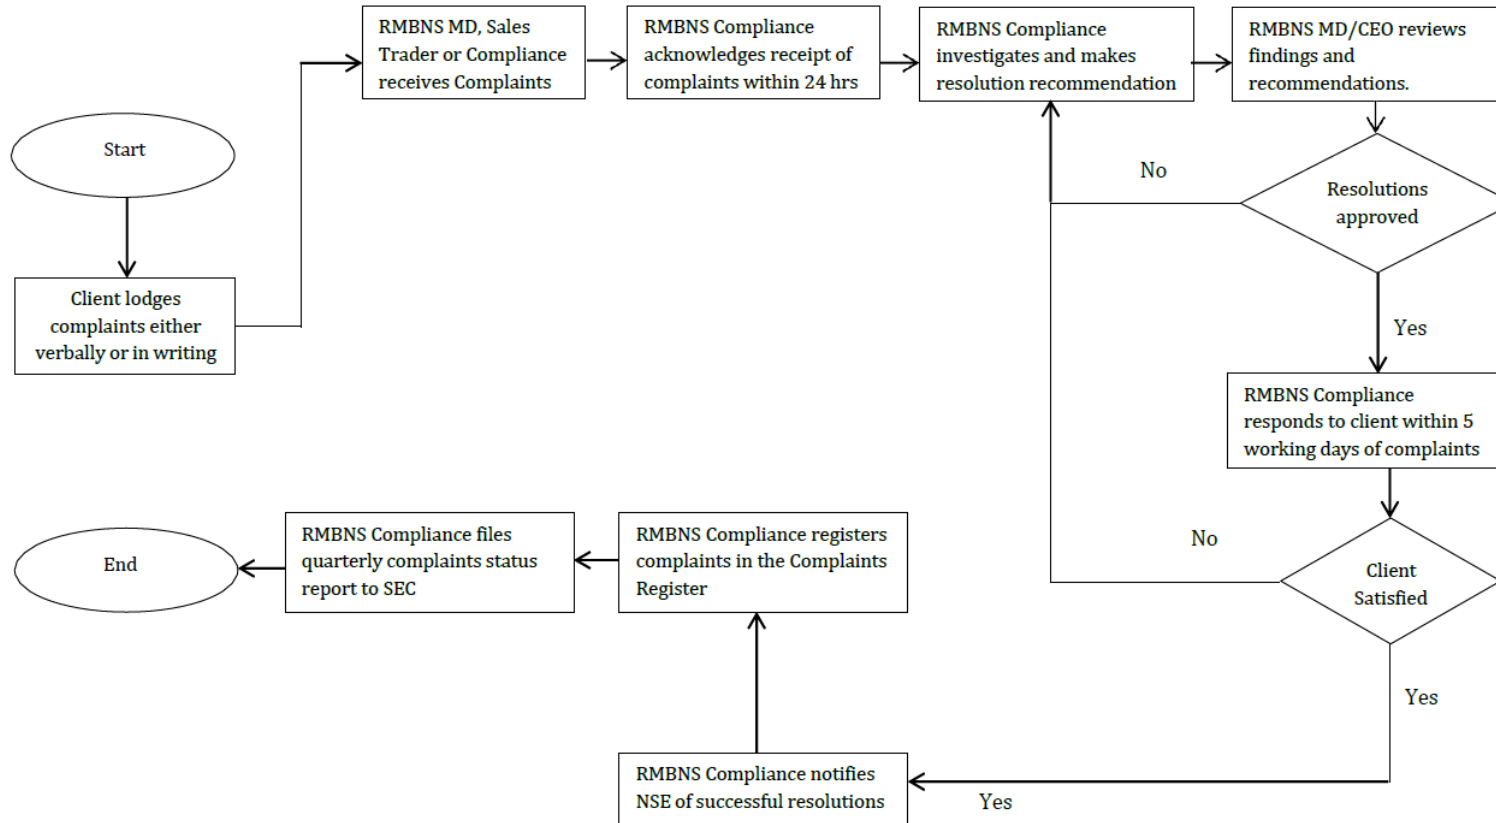 Start
Client lodges
complaints either
verbally or in writing
RMBNS MD, Sales
Trader or Compliance
receives Complaints
RMBNS Compliance
acknowledges receipt of
complaints within 24 hrs
RMBNS Compliance
investigates and makes
resolution recommendation
RMBNS MD/CEO reviews
findings and
recommendations.
No
Resolutions
approved
Yes
RMBNS Compliance
responds to client within 5
working days of complaints
No
Client
Satisfied
Yes
Yes
RMBNS Compliance notifies
NSE of successful resolutions
RMBNS Compliance registers
complaints in the Complaints
Register
RMBNS Compliance files
quarterly complaints status
report to SEC
End